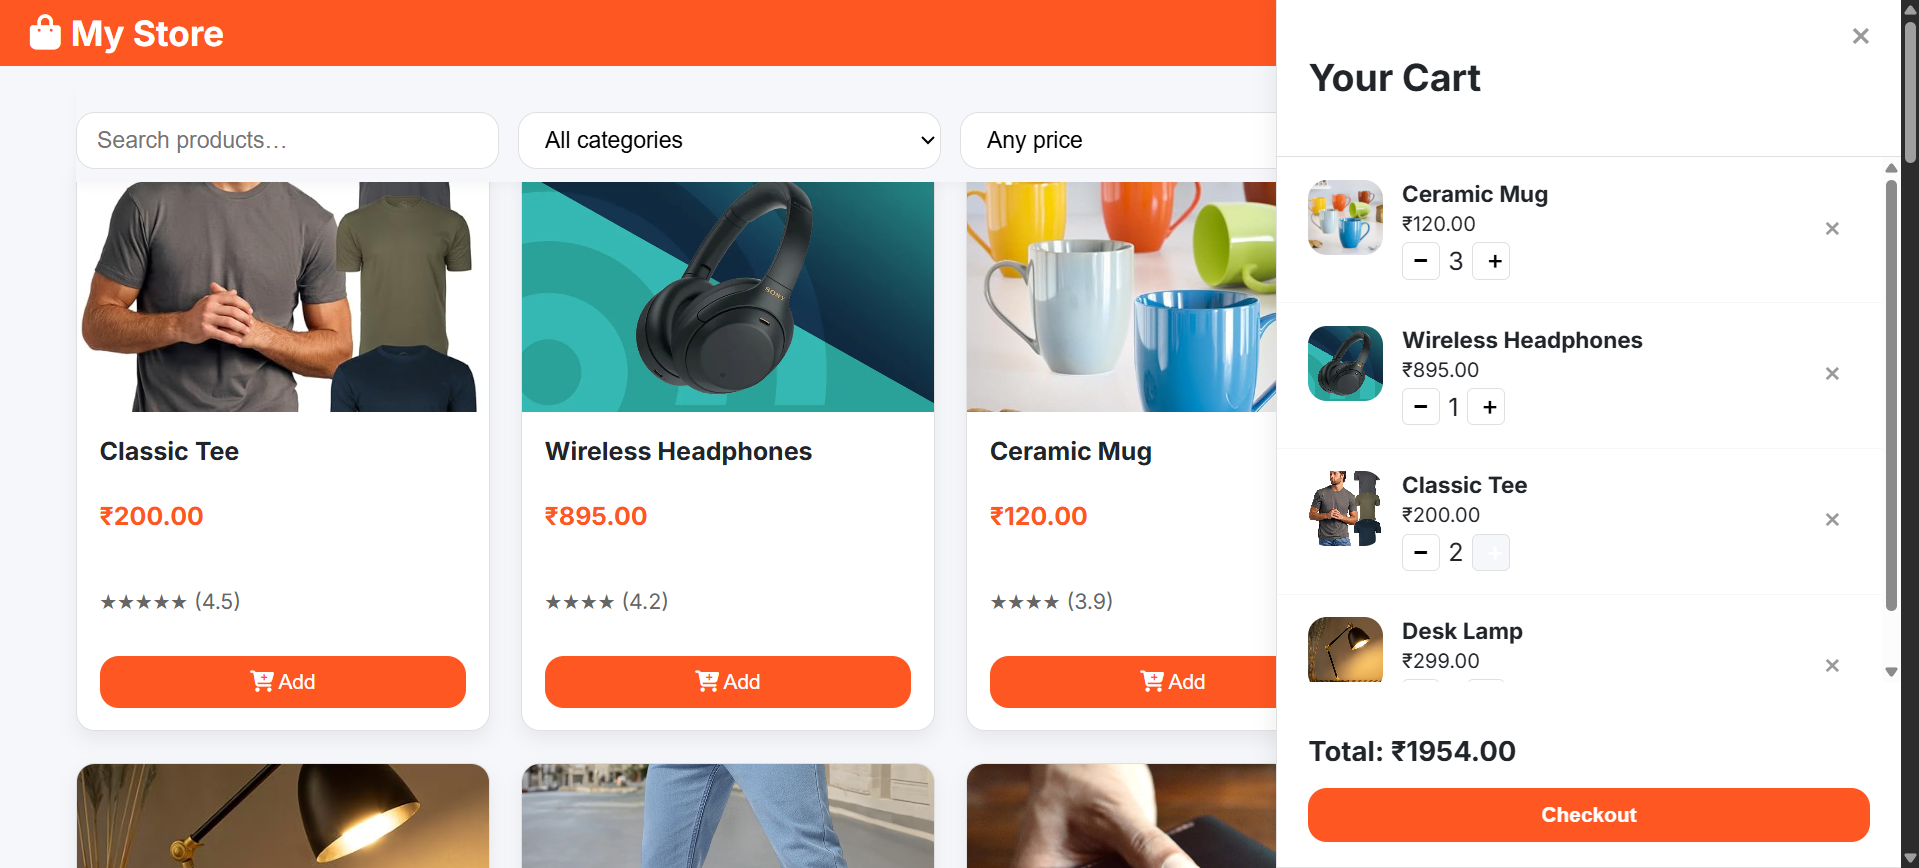 My Store
Search products…
All categories
Any price
SONY
Classic Tee
₹200.00
★★★★★ (4.5)
Add
Wireless Headphones
₹895.00
★★★★ (4.2)
Add
Ceramic Mug
₹120.00
★★★★ (3.9)
Add
×
Your Cart
Ceramic Mug
₹120.00
− 3 +
×
Wireless Headphones
₹895.00
− 1 +
×
Classic Tee
₹200.00
− 2 +
×
Desk Lamp
₹299.00
×
Total: ₹1954.00
Checkout